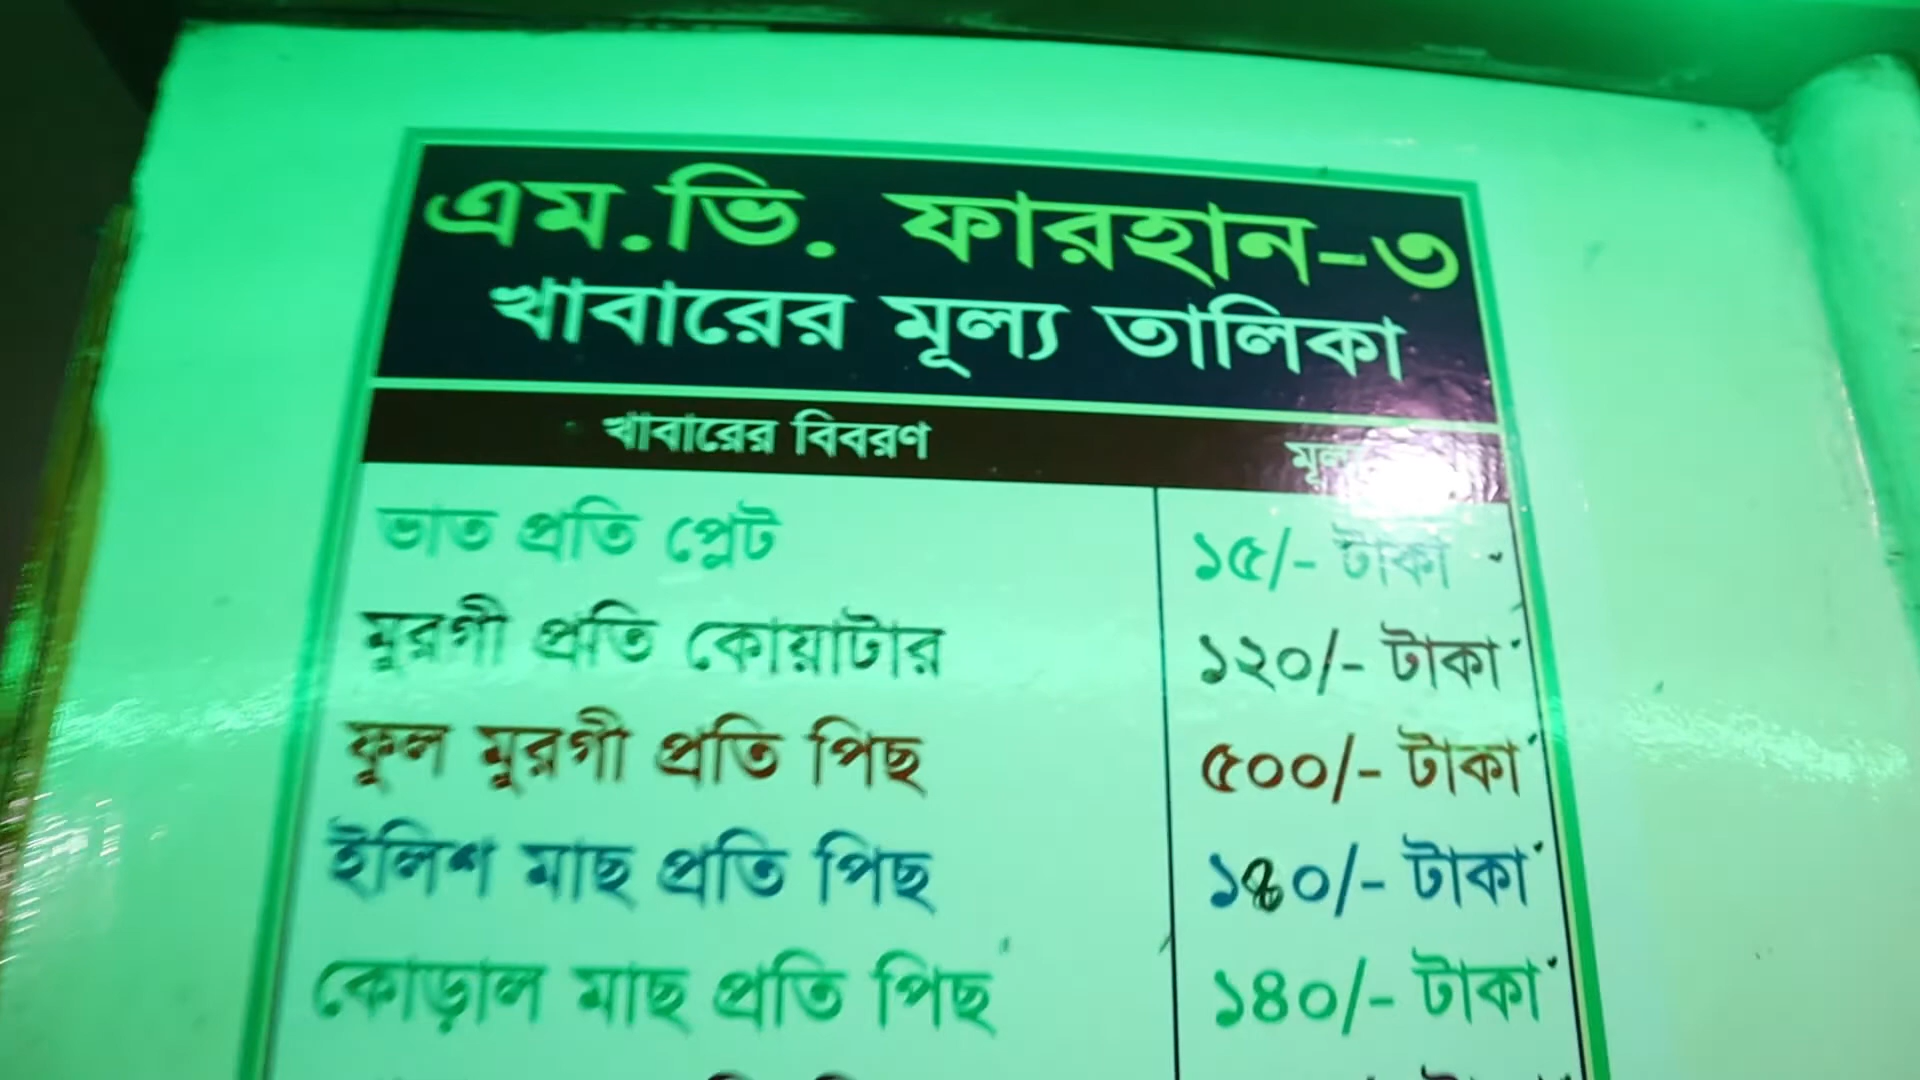 এম.ভি. ফারহান-৩
খাবারের মূল্য তালিকা
খাবারের বিবরণ
ভাত প্রতি প্লেট ১৫/- টাকা
মুরগী প্রতি কোয়াটার ১২০/- টাকা
ফুল মুরগী প্রতি পিছ ৫০০/- টাকা
ইলিশ মাছ প্রতি পিছ টাকা
কোড়াল মাছ প্রতি পিছ ১৪০/- টাকা